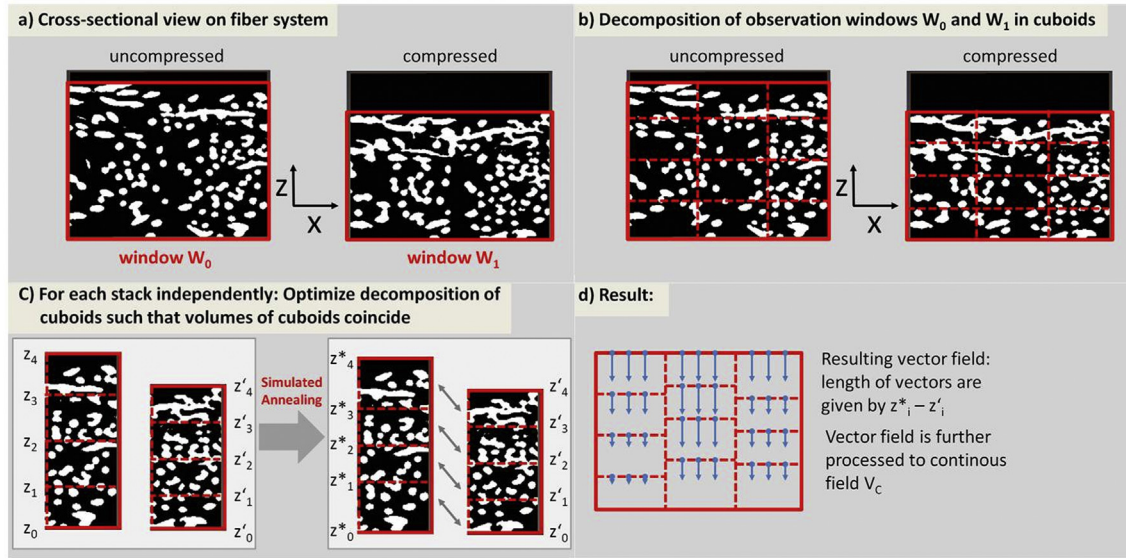 a) Cross-sectional view on fiber system
uncompressed
compressed
Z
X
window W₀
window W₁
b) Decomposition of observation windows W₀ and W₁ in cuboids
uncompressed
compressed
Z
X
C) For each stack independently: Optimize decomposition of
cuboids such that volumes of cuboids coincide
z₄
z₃
z₂
z₁
z₀
z‘₄
z‘₃
z‘₂
z‘₁
z‘₀
Simulated
Annealing
z*₄
z*₃
z*₂
z*₁
z*₀
z‘₄
z‘₃
z‘₂
z‘₁
z‘₀
d) Result:
Resulting vector field:
length of vectors are
given by z*ᵢ – z‘ᵢ
Vector field is further
processed to continous
field V_C